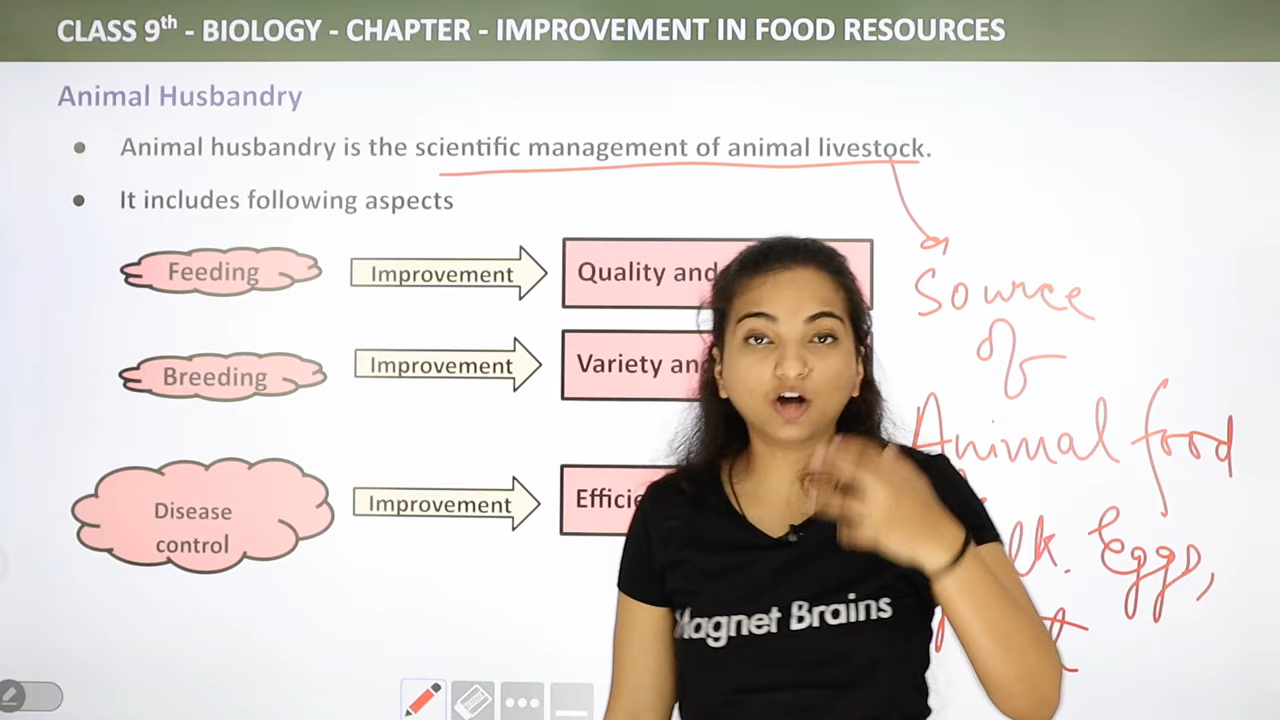 CLASS 9th - BIOLOGY - CHAPTER - IMPROVEMENT IN FOOD RESOURCES
Animal Husbandry
• Animal husbandry is the scientific management of animal livestock.
• It includes following aspects
Feeding
Improvement
Quality and
Source
of
Animal food
Breeding
Improvement
Variety
Disease
control
Improvement
Eggs,
Magnet Brains